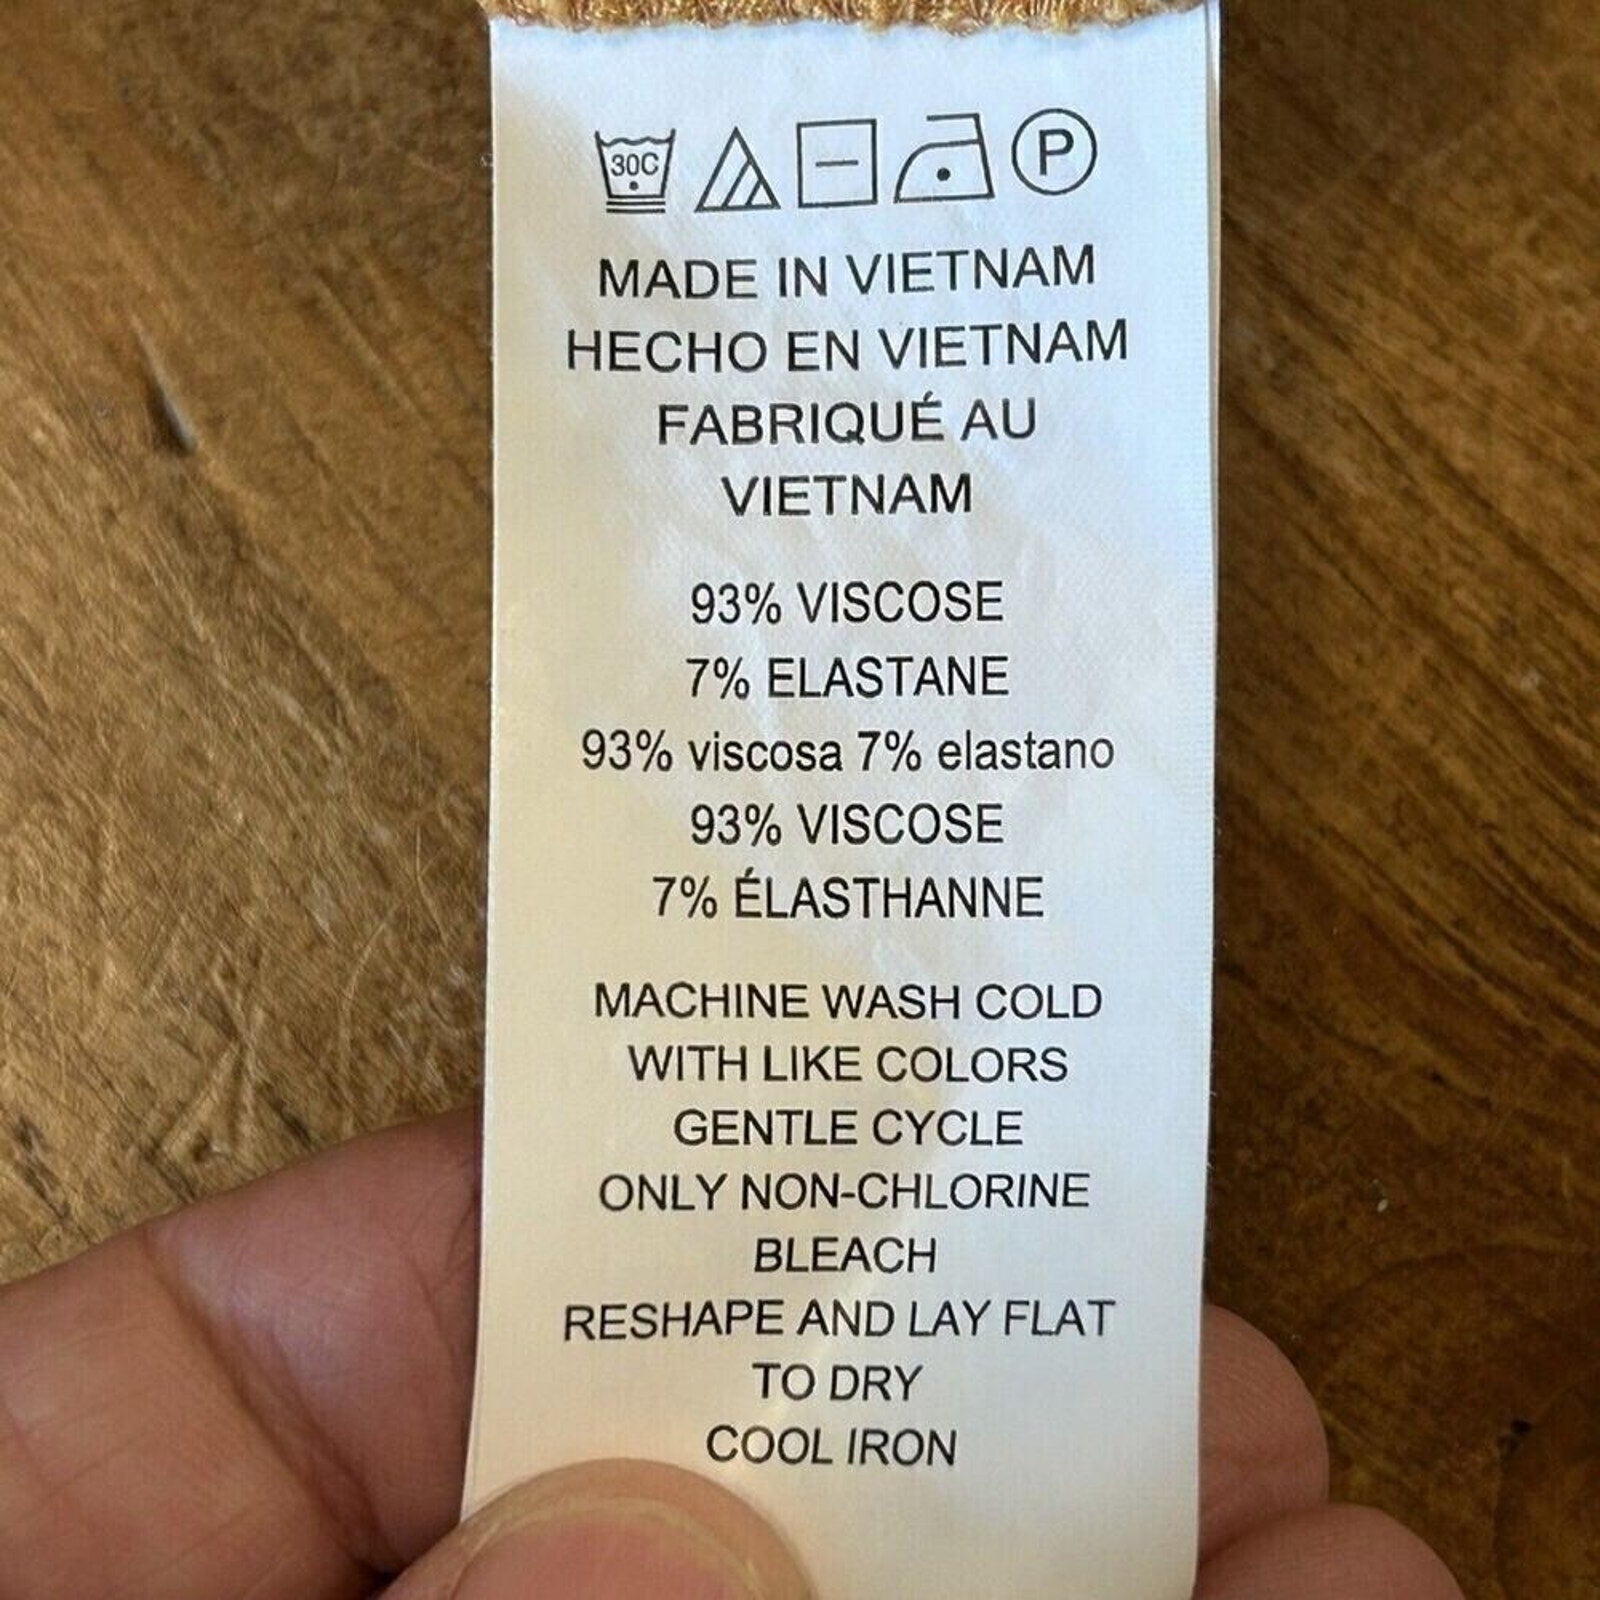 30C
P
MADE IN VIETNAM
HECHO EN VIETNAM
FABRIQUÉ AU
VIETNAM
93% VISCOSE
7% ELASTANE
93% viscosa 7% elastano
93% VISCOSE
7% ÉLASTHANNE
MACHINE WASH COLD
WITH LIKE COLORS
GENTLE CYCLE
ONLY NON-CHLORINE
BLEACH
RESHAPE AND LAY FLAT
TO DRY
COOL IRON